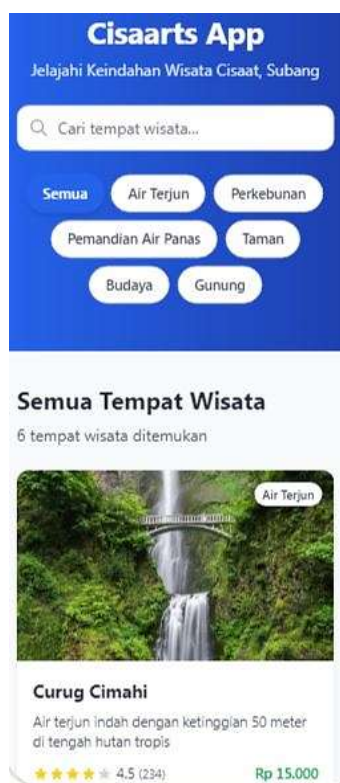 Cisaarts App
Jelajahi Keindahan Wisata Cisaat, Subang
Cari tempat wisata...
Semua
Air Terjun
Perkebunan
Pemandian Air Panas
Taman
Budaya
Gunung
Semua Tempat Wisata
6 tempat wisata ditemukan
Air Terjun
Curug Cimahi
Air terjun indah dengan ketinggian 50 meter
di tengah hutan tropis
4.5 (234)
Rp 15.000